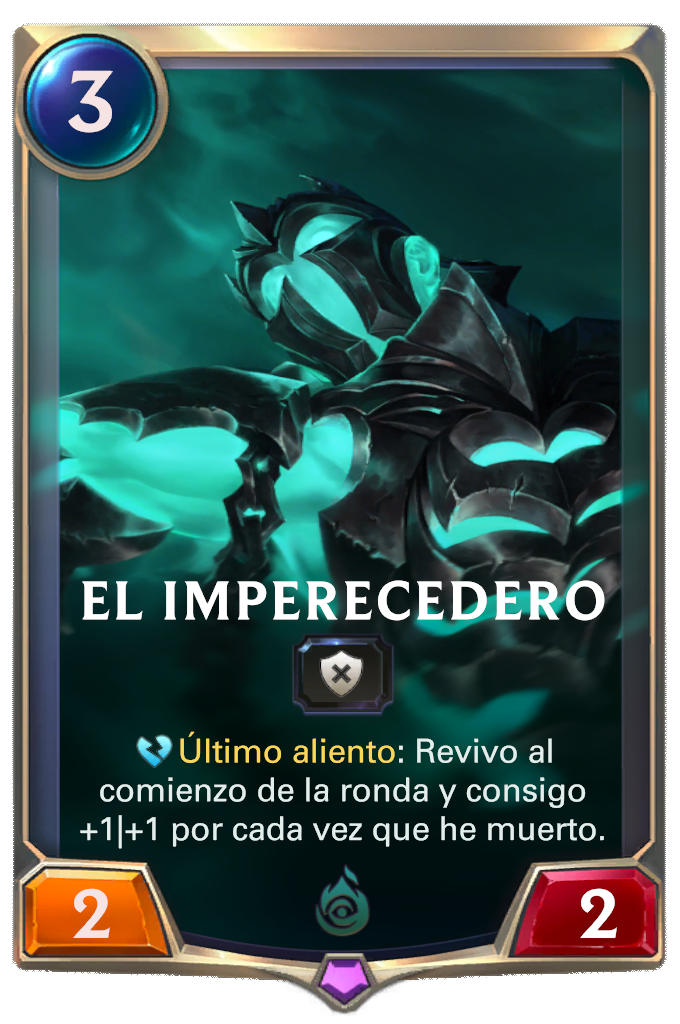 3
EL IMPERECEDERO
Último aliento: Revivo al
comienzo de la ronda y consigo
+1|+1 por cada vez que he muerto.
2
2